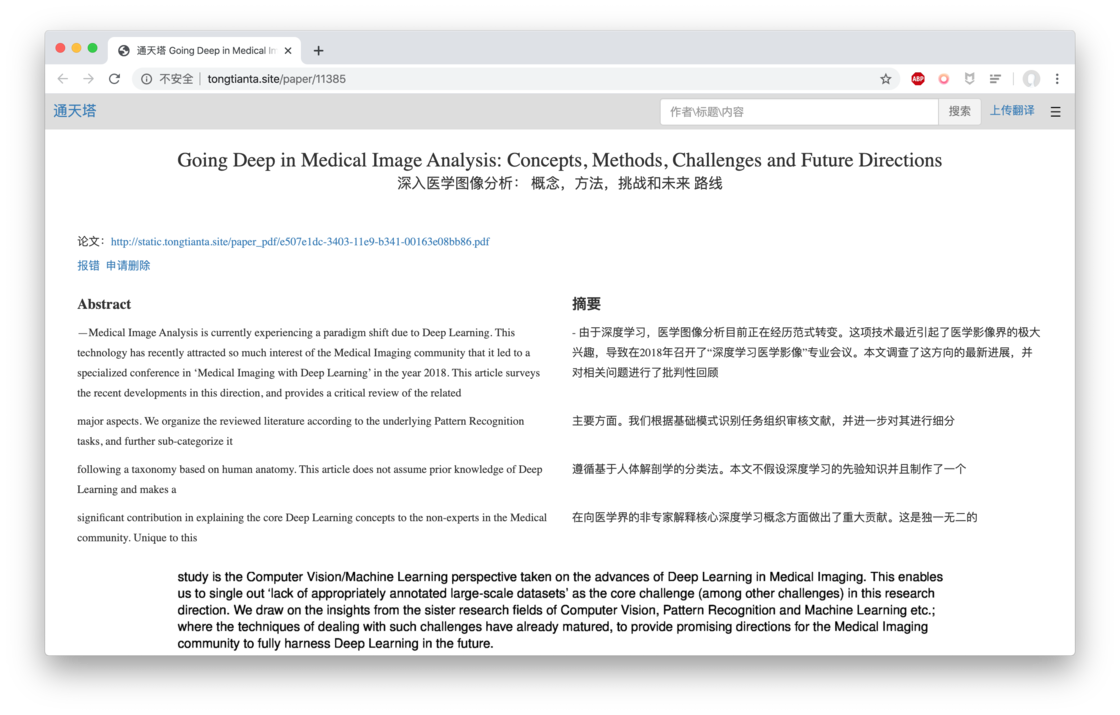 通天塔 Going Deep in Medical In
不安全 | tongtianta.site/paper/11385
ABP
通天塔
作者\标题\内容
搜索
上传翻译
Going Deep in Medical Image Analysis: Concepts, Methods, Challenges and Future Directions
深入医学图像分析： 概念，方法，挑战和未来 路线
论文：http://static.tongtianta.site/paper_pdf/e507e1dc-3403-11e9-b341-00163e08bb86.pdf
报错 申请删除
Abstract
—Medical Image Analysis is currently experiencing a paradigm shift due to Deep Learning. This
technology has recently attracted so much interest of the Medical Imaging community that it led to a
specialized conference in ‘Medical Imaging with Deep Learning’ in the year 2018. This article surveys
the recent developments in this direction, and provides a critical review of the related
major aspects. We organize the reviewed literature according to the underlying Pattern Recognition
tasks, and further sub-categorize it
following a taxonomy based on human anatomy. This article does not assume prior knowledge of Deep
Learning and makes a
significant contribution in explaining the core Deep Learning concepts to the non-experts in the Medical
community. Unique to this
摘要
- 由于深度学习，医学图像分析目前正在经历范式转变。这项技术最近引起了医学影像界的极大
兴趣，导致在2018年召开了“深度学习医学影像”专业会议。本文调查了这方向的最新进展，并
对相关问题进行了批判性回顾
主要方面。我们根据基础模式识别任务组织审核文献，并进一步对其进行细分
遵循基于人体解剖学的分类法。本文不假设深度学习的先验知识并且制作了一个
在向医学界的非专家解释核心深度学习概念方面做出了重大贡献。这是独一无二的
study is the Computer Vision/Machine Learning perspective taken on the advances of Deep Learning in Medical Imaging. This enables
us to single out ‘lack of appropriately annotated large-scale datasets’ as the core challenge (among other challenges) in this research
direction. We draw on the insights from the sister research fields of Computer Vision, Pattern Recognition and Machine Learning etc.;
where the techniques of dealing with such challenges have already matured, to provide promising directions for the Medical Imaging
community to fully harness Deep Learning in the future.